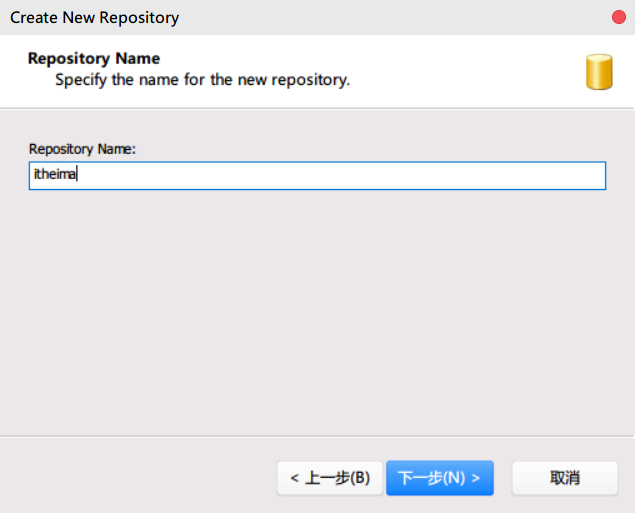 Create New Repository
Repository Name
Specify the name for the new repository.
Repository Name:
itheima
< 上一步(B)
下一步(N) >
取消